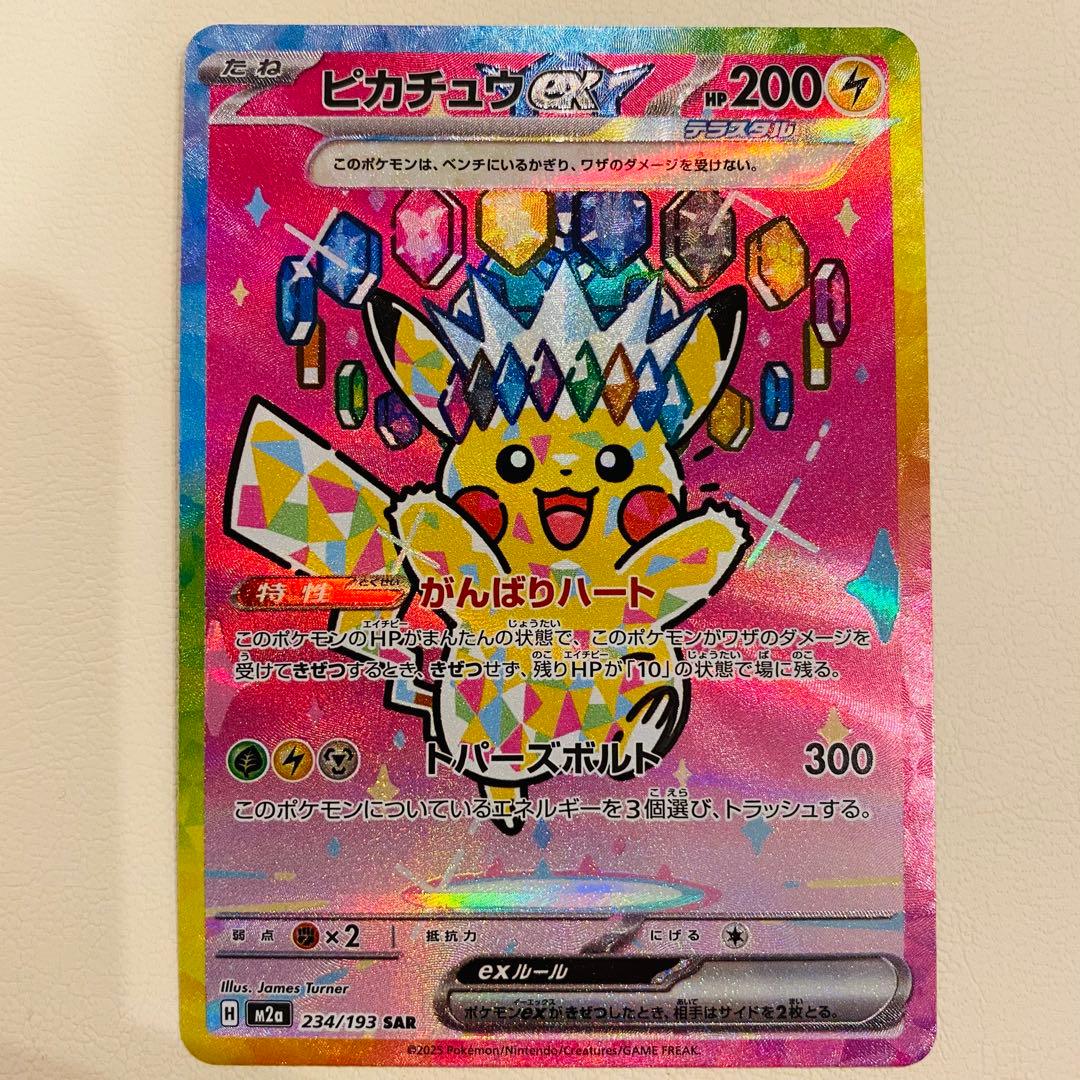 たね ピカチュウex HP 200
テラスタル
このポケモンは、ベンチにいるかぎり、ワザのダメージを受けない。
特性 とくせい がんばりハート
このポケモンのHPがまんたんの状態で、このポケモンがワザのダメージを
受けてきぜつするとき、きぜつせず、残りHPが「10」の状態で場に残る。
トパーズボルト 300
このポケモンについているエネルギーを3個選び、トラッシュする。
弱点 ×2 抵抗力 にげる
exルール
ポケモンexがきぜつしたとき、相手はサイドを2枚とる。
Illus. James Turner
H M2a 234/193 SAR
©2025 Pokémon/Nintendo/Creatures/GAME FREAK.